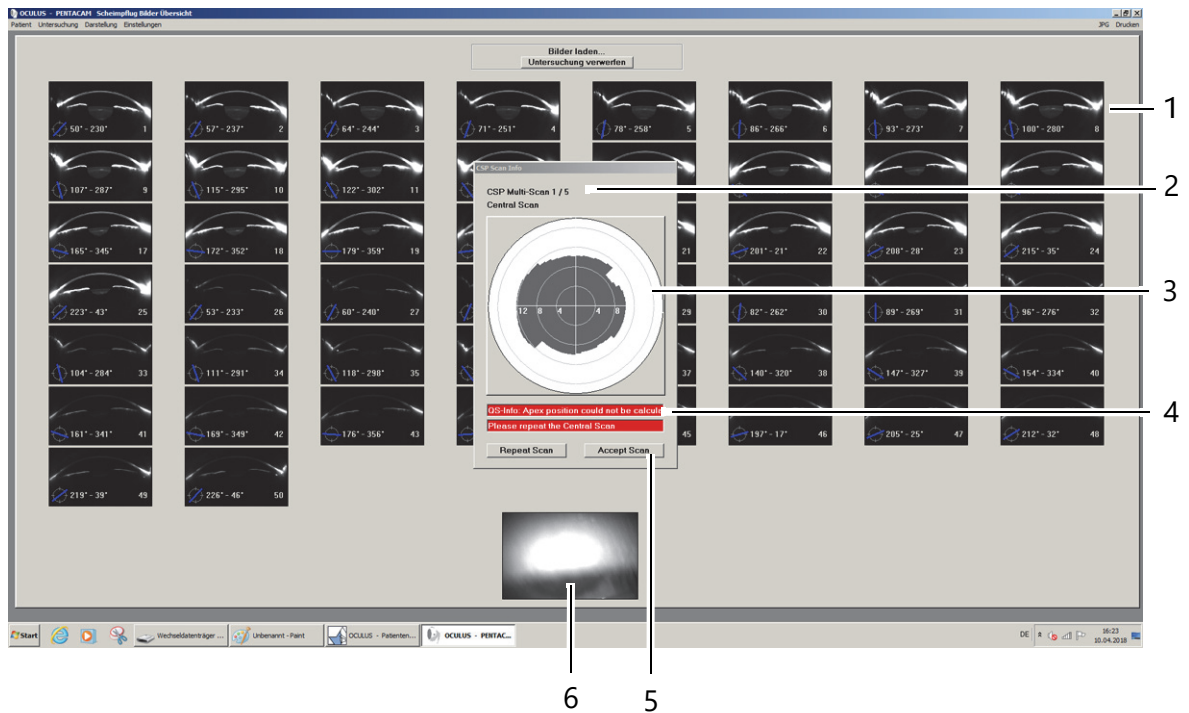 OCULUS - PENTACAM Scheimpflug Bilder Übersicht
Patient Untersuchung Darstellung Einstellungen JPG Drucken
Bilder laden...
Untersuchung verwerfen
50° - 230° 1 57° - 237° 2 64° - 244° 3 71° - 251° 4 78° - 258° 5 86° - 266° 6 93° - 273° 7 100° - 280° 8
1
107° - 287° 9 115° - 295° 10 122° - 302° 11
CSP Scan Info
CSP Multi-Scan 1 / 5
2
Central Scan
165° - 345° 17 172° - 352° 18 179° - 359° 19 21 201° - 21° 22 208° - 28° 23 215° - 35° 24
3
223° - 43° 25 53° - 233° 26 60° - 240° 27 29 82° - 262° 30 89° - 269° 31 96° - 276° 32
12 8 4 4 8
104° - 284° 33 111° - 291° 34 118° - 298° 35 37 140° - 320° 38 147° - 327° 39 154° - 334° 40
QS-Info: Apex position could not be calcula
4
Please repeat the Central Scan
161° - 341° 41 169° - 349° 42 176° - 356° 43 45 197° - 17° 46 205° - 25° 47 212° - 32° 48
Repeat Scan Accept Scan
219° - 39° 49 226° - 46° 50
Start Wechseldatenträger ... Unbenannt - Paint OCULUS - Patienten... OCULUS - PENTAC... DE 16:23
10.04.2018
6 5